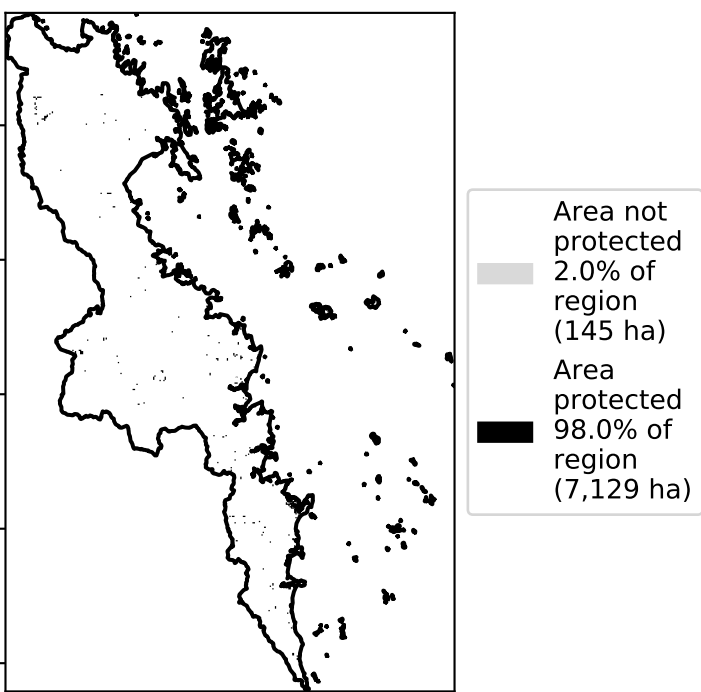 Area not
protected
2.0% of
region
(145 ha)
Area
protected
98.0% of
region
(7,129 ha)